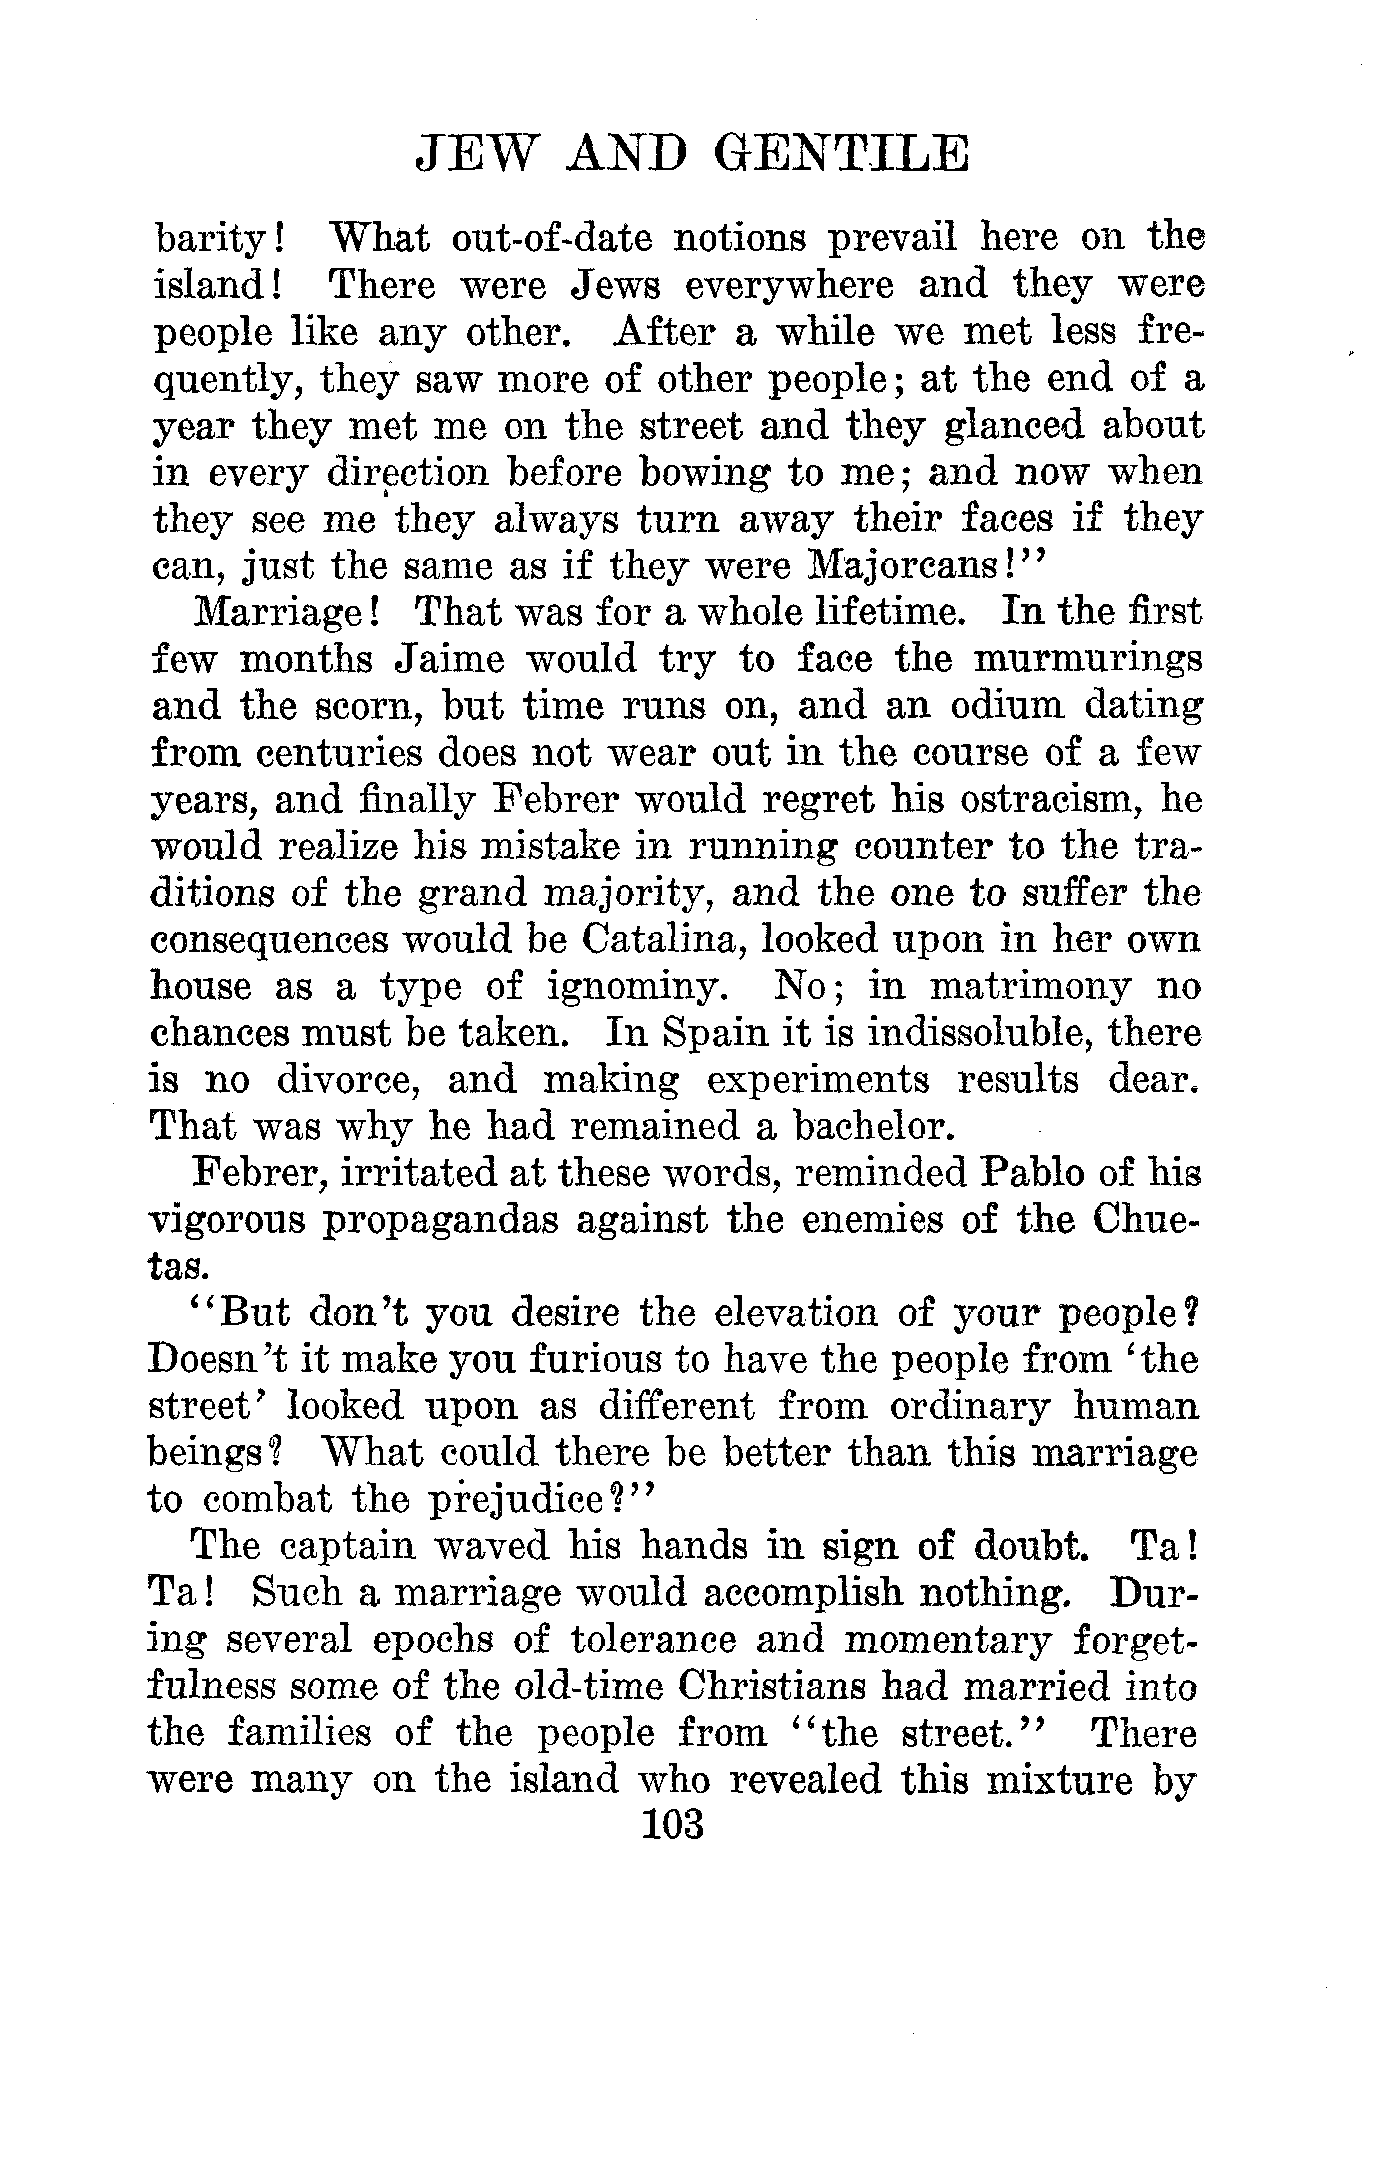 JEW AND GENTILE
barity! What out-of-date notions prevail here on the
island! There were Jews everywhere and they were
people like any other. After a while we met less fre-
quently, they saw more of other people; at the end of a
year they met me on the street and they glanced about
in every direction before bowing to me; and now when
they see me they always turn away their faces if they
can, just the same as if they were Majorcans!"
Marriage! That was for a whole lifetime. In the first
few months Jaime would try to face the murmurings
and the scorn, but time runs on, and an odium dating
from centuries does not wear out in the course of a few
years, and finally Febrer would regret his ostracism, he
would realize his mistake in running counter to the tra-
ditions of the grand majority, and the one to suffer the
consequences would be Catalina, looked upon in her own
house as a type of ignominy. No; in matrimony no
chances must be taken. In Spain it is indissoluble, there
is no divorce, and making experiments results dear.
That was why he had remained a bachelor.
Febrer, irritated at these words, reminded Pablo of his
vigorous propagandas against the enemies of the Chue-
tas.
"But don't you desire the elevation of your people?
Doesn't it make you furious to have the people from 'the
street' looked upon as different from ordinary human
beings? What could there be better than this marriage
to combat the prejudice?"
The captain waved his hands in sign of doubt. Ta!
Ta! Such a marriage would accomplish nothing. Dur-
ing several epochs of tolerance and momentary forget-
fulness some of the old-time Christians had married into
the families of the people from "the street." There
were many on the island who revealed this mixture by
103